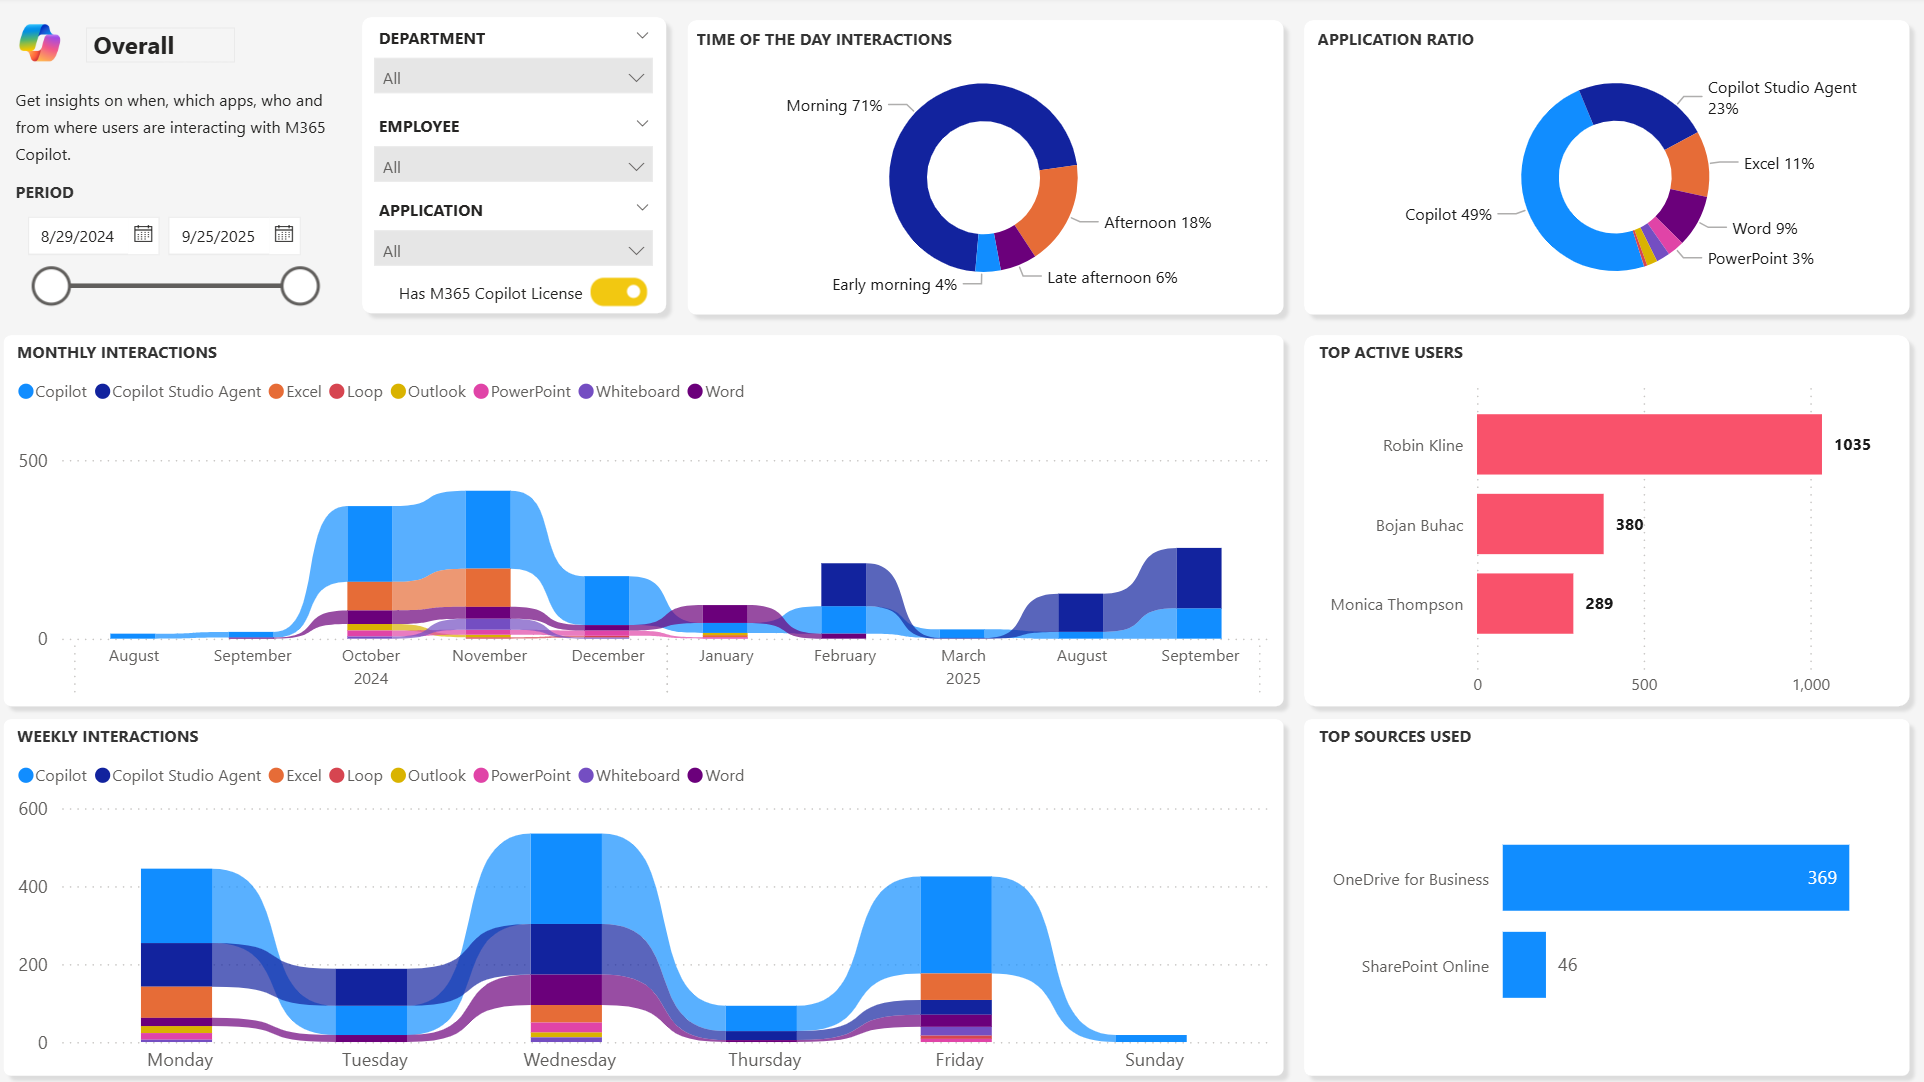 Overall
Get insights on when, which apps, who and
from where users are interacting with M365
Copilot.
PERIOD
8/29/2024
9/25/2025
DEPARTMENT
All
EMPLOYEE
All
APPLICATION
All
Has M365 Copilot License
TIME OF THE DAY INTERACTIONS
Morning 71%
Afternoon 18%
Late afternoon 6%
Early morning 4%
APPLICATION RATIO
Copilot Studio Agent
23%
Excel 11%
Copilot 49%
Word 9%
PowerPoint 3%
MONTHLY INTERACTIONS
Copilot Copilot Studio Agent Excel Loop Outlook PowerPoint Whiteboard Word
500
0
August September October November December January February March August September
2024 2025
TOP ACTIVE USERS
Robin Kline 1035
Bojan Buhac 380
Monica Thompson 289
0 500 1,000
WEEKLY INTERACTIONS
Copilot Copilot Studio Agent Excel Loop Outlook PowerPoint Whiteboard Word
600
400
200
0
Monday Tuesday Wednesday Thursday Friday Sunday
TOP SOURCES USED
OneDrive for Business 369
SharePoint Online 46